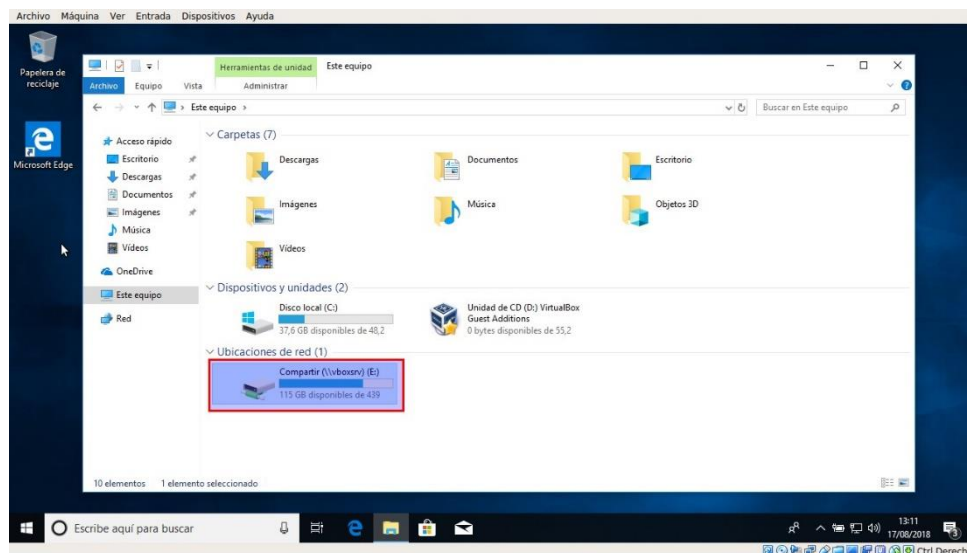 Archivo Máquina Ver Entrada Dispositivos Ayuda
Papelera de
reciclaje
Microsoft Edge
Herramientas de unidad Este equipo
Archivo Equipo Vista Administrar
Este equipo
Buscar en Este equipo
Acceso rápido
Escritorio
Descargas
Documentos
Imágenes
Música
Vídeos
OneDrive
Este equipo
Red
Carpetas (7)
Descargas Documentos Escritorio
Imágenes Música Objetos 3D
Vídeos
Dispositivos y unidades (2)
Disco local (C:)
37,6 GB disponibles de 48,2
Unidad de CD (D:) VirtualBox
Guest Additions
0 bytes disponibles de 55,2
Ubicaciones de red (1)
Compartir (\\vboxsrv) (E:)
115 GB disponibles de 439
10 elementos 1 elemento seleccionado
Escribe aquí para buscar
13:11
17/08/2018
3
Ctrl Derech